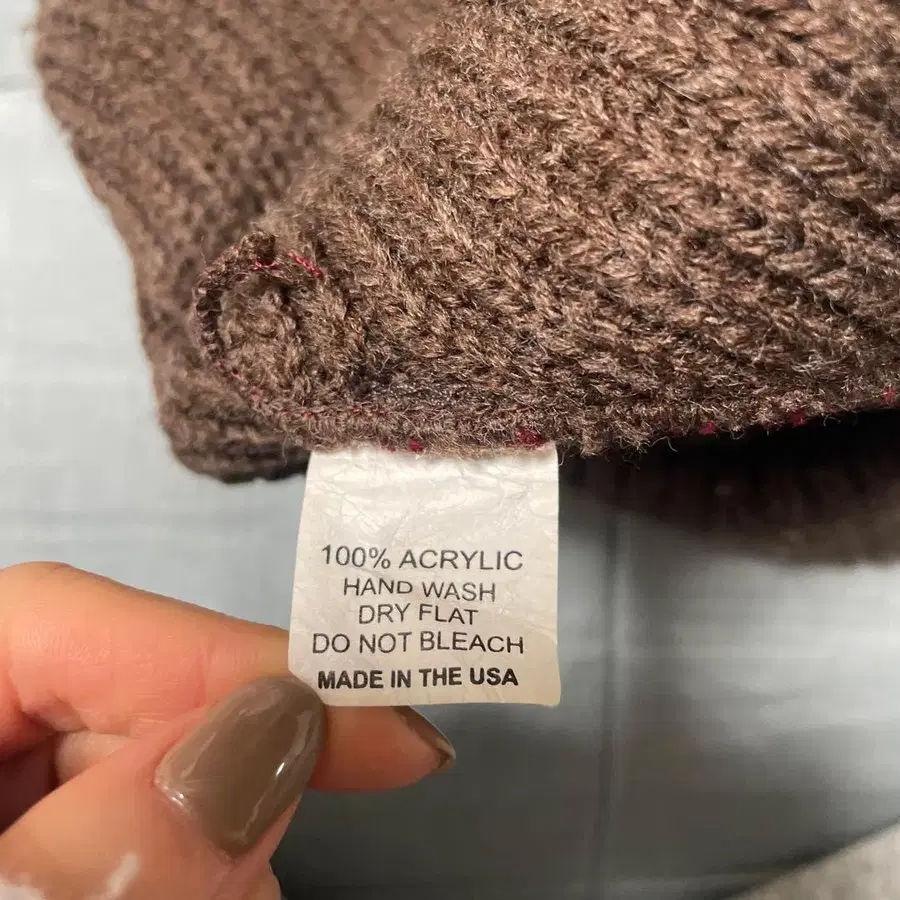 100% ACRYLIC
HAND WASH
DRY FLAT
DO NOT BLEACH
MADE IN THE USA